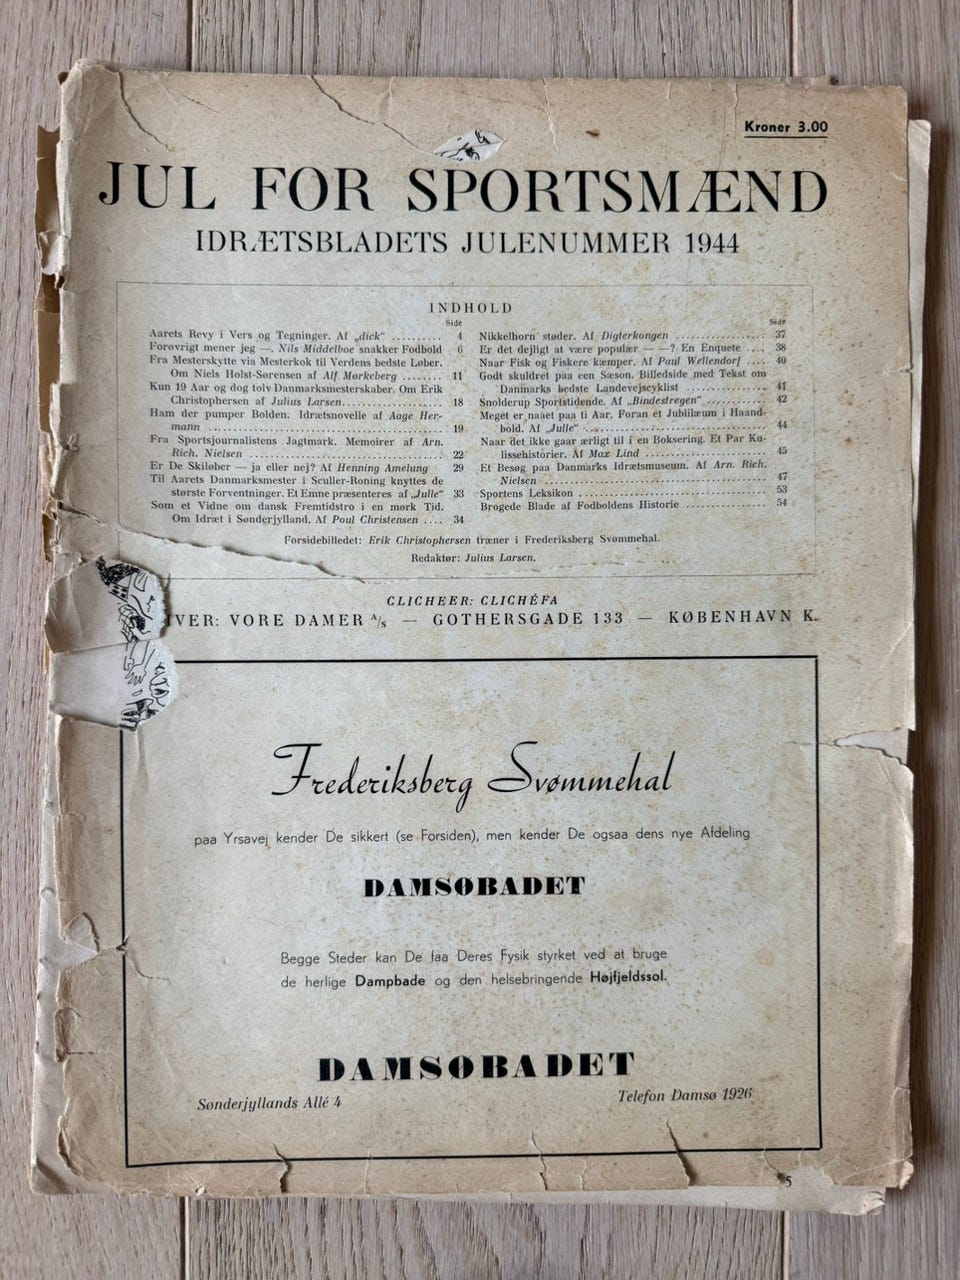 Kroner 3.00
JUL FOR SPORTSMÆND
IDRÆTSBLADETS JULENUMMER 1944
INDHOLD
Side
Aarets Revy i Vers og Tegninger. Af „dick“ .......... 4
Forøvrigt mener jeg —. Nils Middelboe snakker Fodbold 6
Fra Mesterskytte via Mesterkok til Verdens bedste Løber.
Om Niels Holst-Sørensen af Alf Mørkeberg ........ 11
Kun 19 Aar og dog tolv Danmarksmesterskaber. Om Erik
Christophersen af Julius Larsen...................... 18
Ham der pumper Bolden. Idrætsnovelle af Aage Her-
mann ............................................. 19
Fra Sportsjournalistens Jagtmark. Memoirer af Arn.
Rich. Nielsen ...................................... 22
Er De Skiløber — ja eller nej? Af Henning Amelung 29
Til Aarets Danmarksmester i Sculler-Roning knyttes de
største Forventninger. Et Emne præsenteres af „Julle“ 33
Som et Vidne om dansk Fremtidstro i en mørk Tid.
Om Idræt i Sønderjylland. Af Poul Christensen .... 34
Side
Nikkelhorn støder. Af Digterkongen .................. 37
Er det dejligt at være populær — —? En Enquete .... 38
Naar Fisk og Fiskere kæmper. Af Paul Wellendorf .... 40
Godt skuldret paa een Sæson. Billedside med Tekst om
Danmarks bedste Landevejscyklist .................. 41
Snolderup Sportstidende. Af „Bindestregen“ .......... 42
Meget er naaet paa ti Aar. Foran et Jubilæum i Haand-
bold. Af „Julle“ .................................. 44
Naar det ikke gaar ærligt til i en Boksering. Et Par Ku-
lissehistorier. Af Max Lind ........................ 45
Et Besøg paa Danmarks Idrætsmuseum. Af Arn. Rich.
Nielsen .......................................... 47
Sportens Leksikon .................................. 53
Brogede Blade af Fodboldens Historie ................ 54
Forsidebilledet: Erik Christophersen træner i Frederiksberg Svømmehal.
Redaktør: Julius Larsen.
CLICHEER: CLICHÉFA
IVER: VORE DAMER A/S — GOTHERSGADE 133 — KØBENHAVN K.
Frederiksberg Svømmehal
paa Yrsavej kender De sikkert (se Forsiden), men kender De ogsaa dens nye Afdeling
DAMSØBADET
Begge Steder kan De faa Deres Fysik styrket ved at bruge
de herlige Dampbade og den helsebringende Højfjeldssol.
DAMSØBADET
Sønderjyllands Allé 4
Telefon Damsø 1926
5